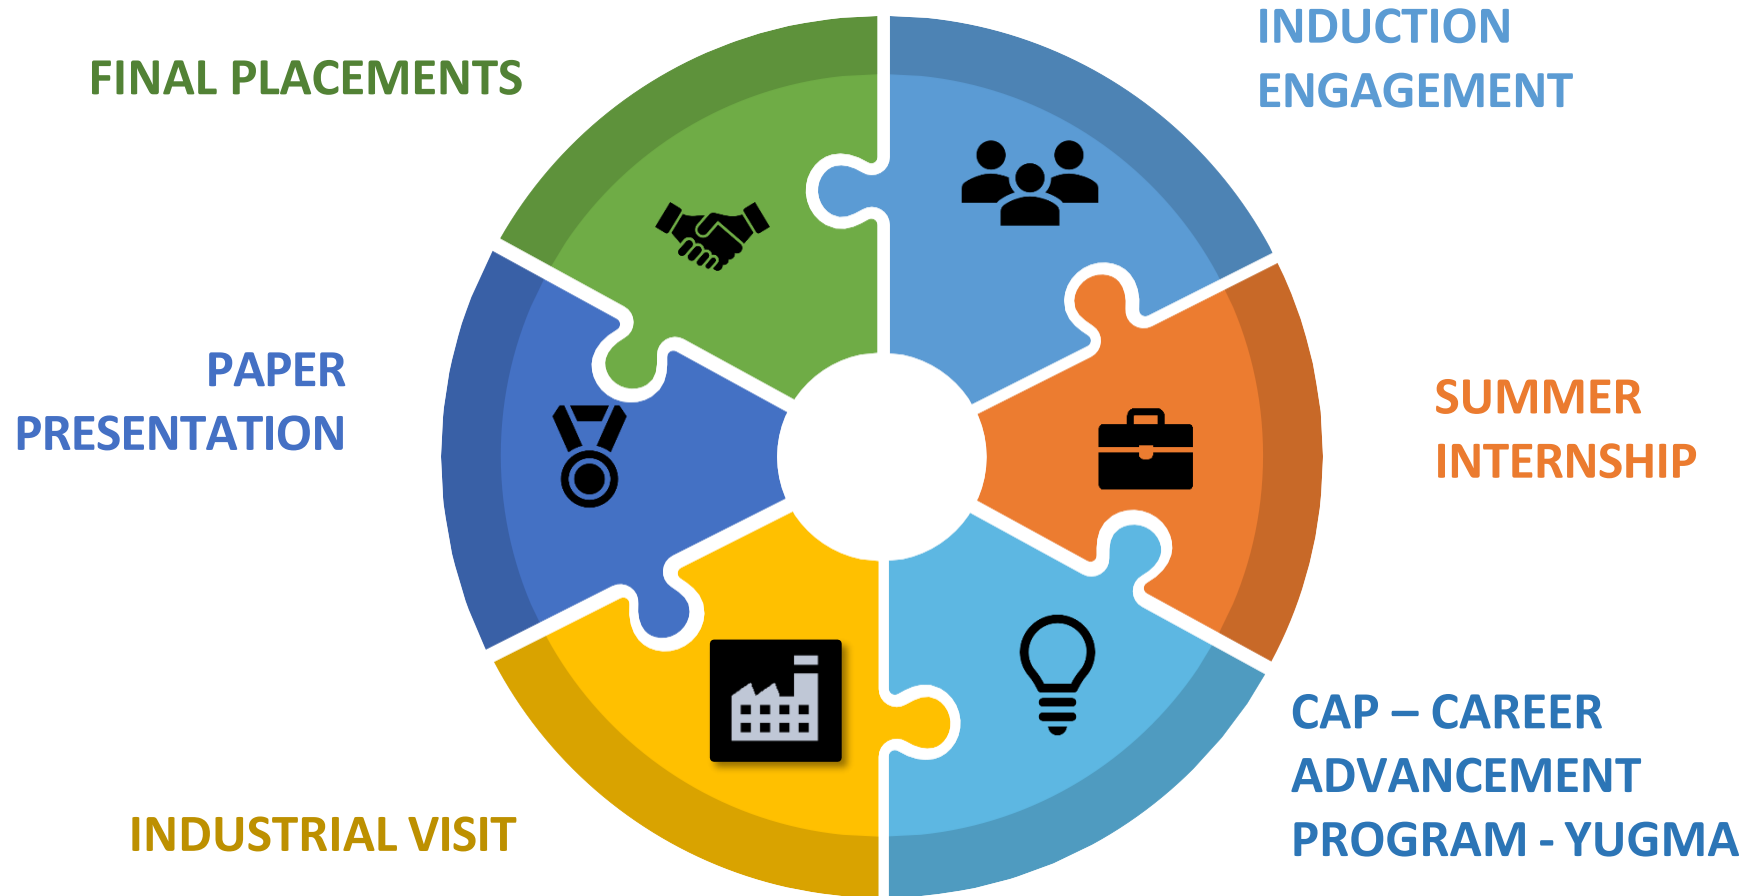 INDUCTION
ENGAGEMENT
FINAL PLACEMENTS
PAPER
PRESENTATION
SUMMER
INTERNSHIP
CAP – CAREER
ADVANCEMENT
PROGRAM - YUGMA
INDUSTRIAL VISIT